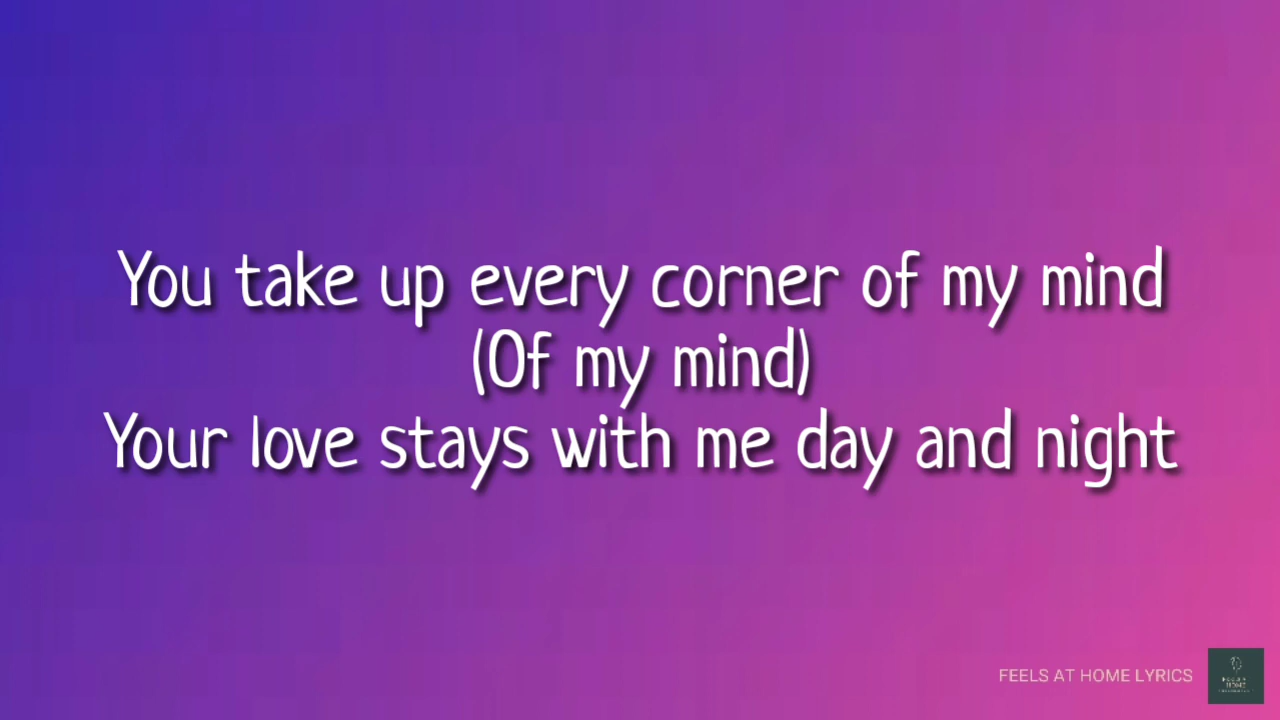 You take up every corner of my mind
(Of my mind)
Your love stays with me day and night
FEELS AT HOME LYRICS